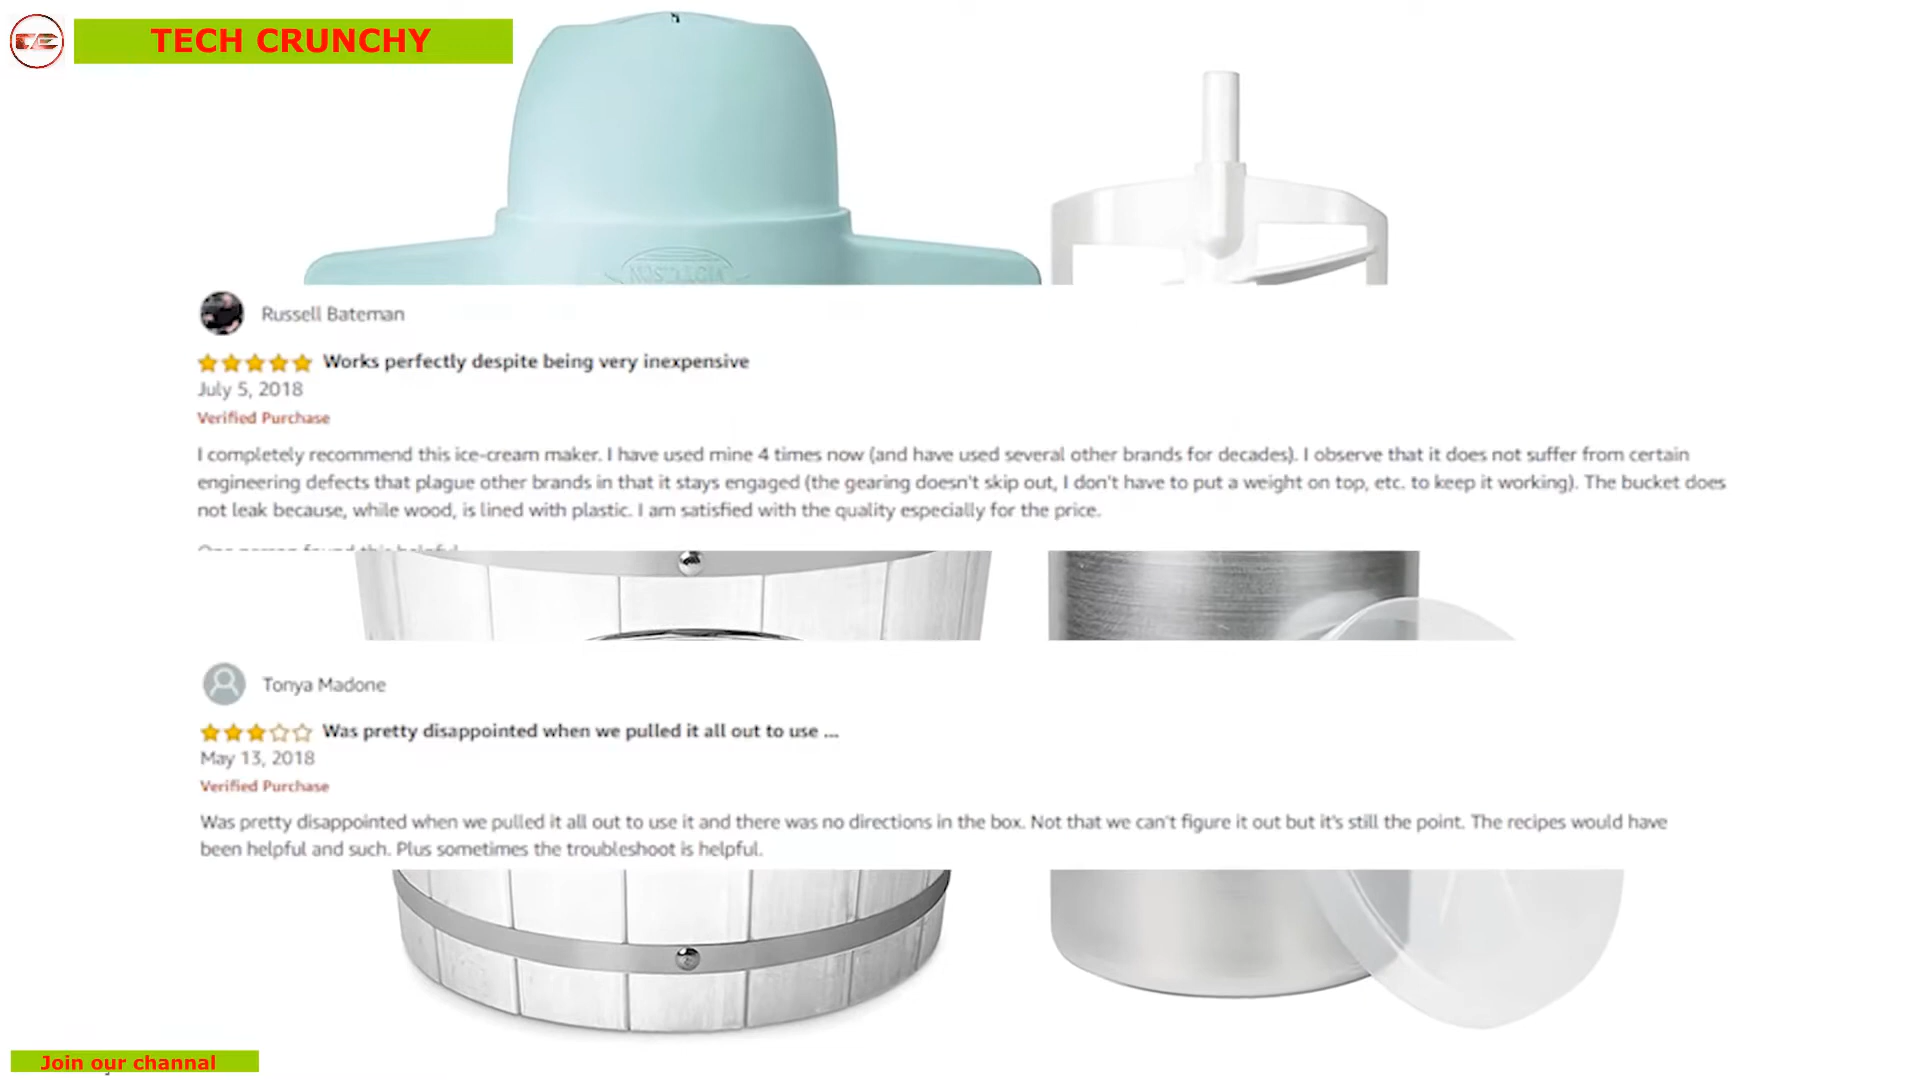 TECH CRUNCHY
NOSTALGIA
Russell Bateman
Works perfectly despite being very inexpensive
July 5, 2018
Verified Purchase
I completely recommend this ice-cream maker. I have used mine 4 times now (and have used several other brands for decades). I observe that it does not suffer from certain
engineering defects that plague other brands in that it stays engaged (the gearing doesn't skip out, I don't have to put a weight on top, etc. to keep it working). The bucket does
not leak because, while wood, is lined with plastic. I am satisfied with the quality especially for the price.
One person found this helpful
Tonya Madone
Was pretty disappointed when we pulled it all out to use ...
May 13, 2018
Verified Purchase
Was pretty disappointed when we pulled it all out to use it and there was no directions in the box. Not that we can't figure it out but it's still the point. The recipes would have
been helpful and such. Plus sometimes the troubleshoot is helpful.
Join our channal